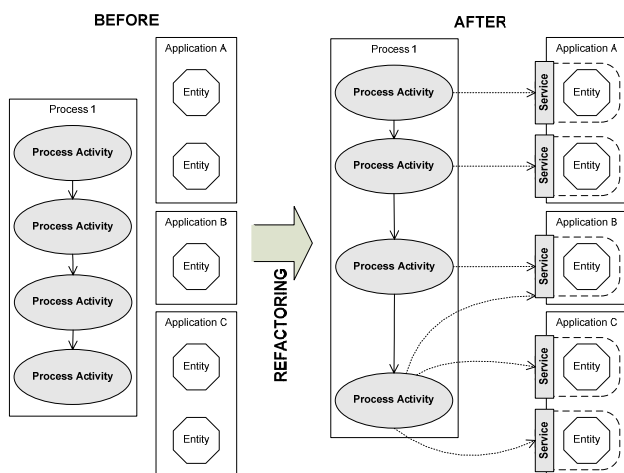 BEFORE
AFTER
Process 1
Process Activity
Process Activity
Process Activity
Process Activity
Application A
Entity
Entity
Application B
Entity
Application C
Entity
Entity
REFACTORING
Process 1
Process Activity
Process Activity
Process Activity
Process Activity
Application A
Service
Entity
Service
Entity
Application B
Service
Entity
Application C
Service
Entity
Service
Entity